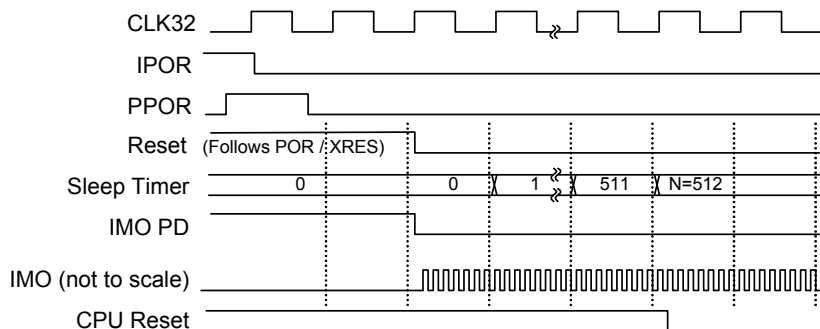 CLK32
IPOR
PPOR
Reset (Follows POR / XRES)
Sleep Timer 0 0 1 511 N=512
IMO PD
IMO (not to scale)
CPU Reset